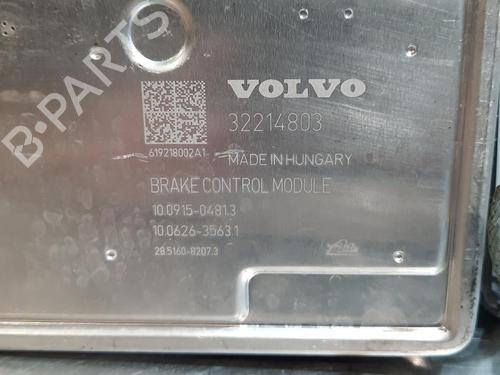 B-PARTS
VOLVO
32214803
619218002A1
MADE IN HUNGARY
BRAKE CONTROL MODULE
10.0915-0481.3
10.0626-3563.1
28.5160-8207.3
Ate